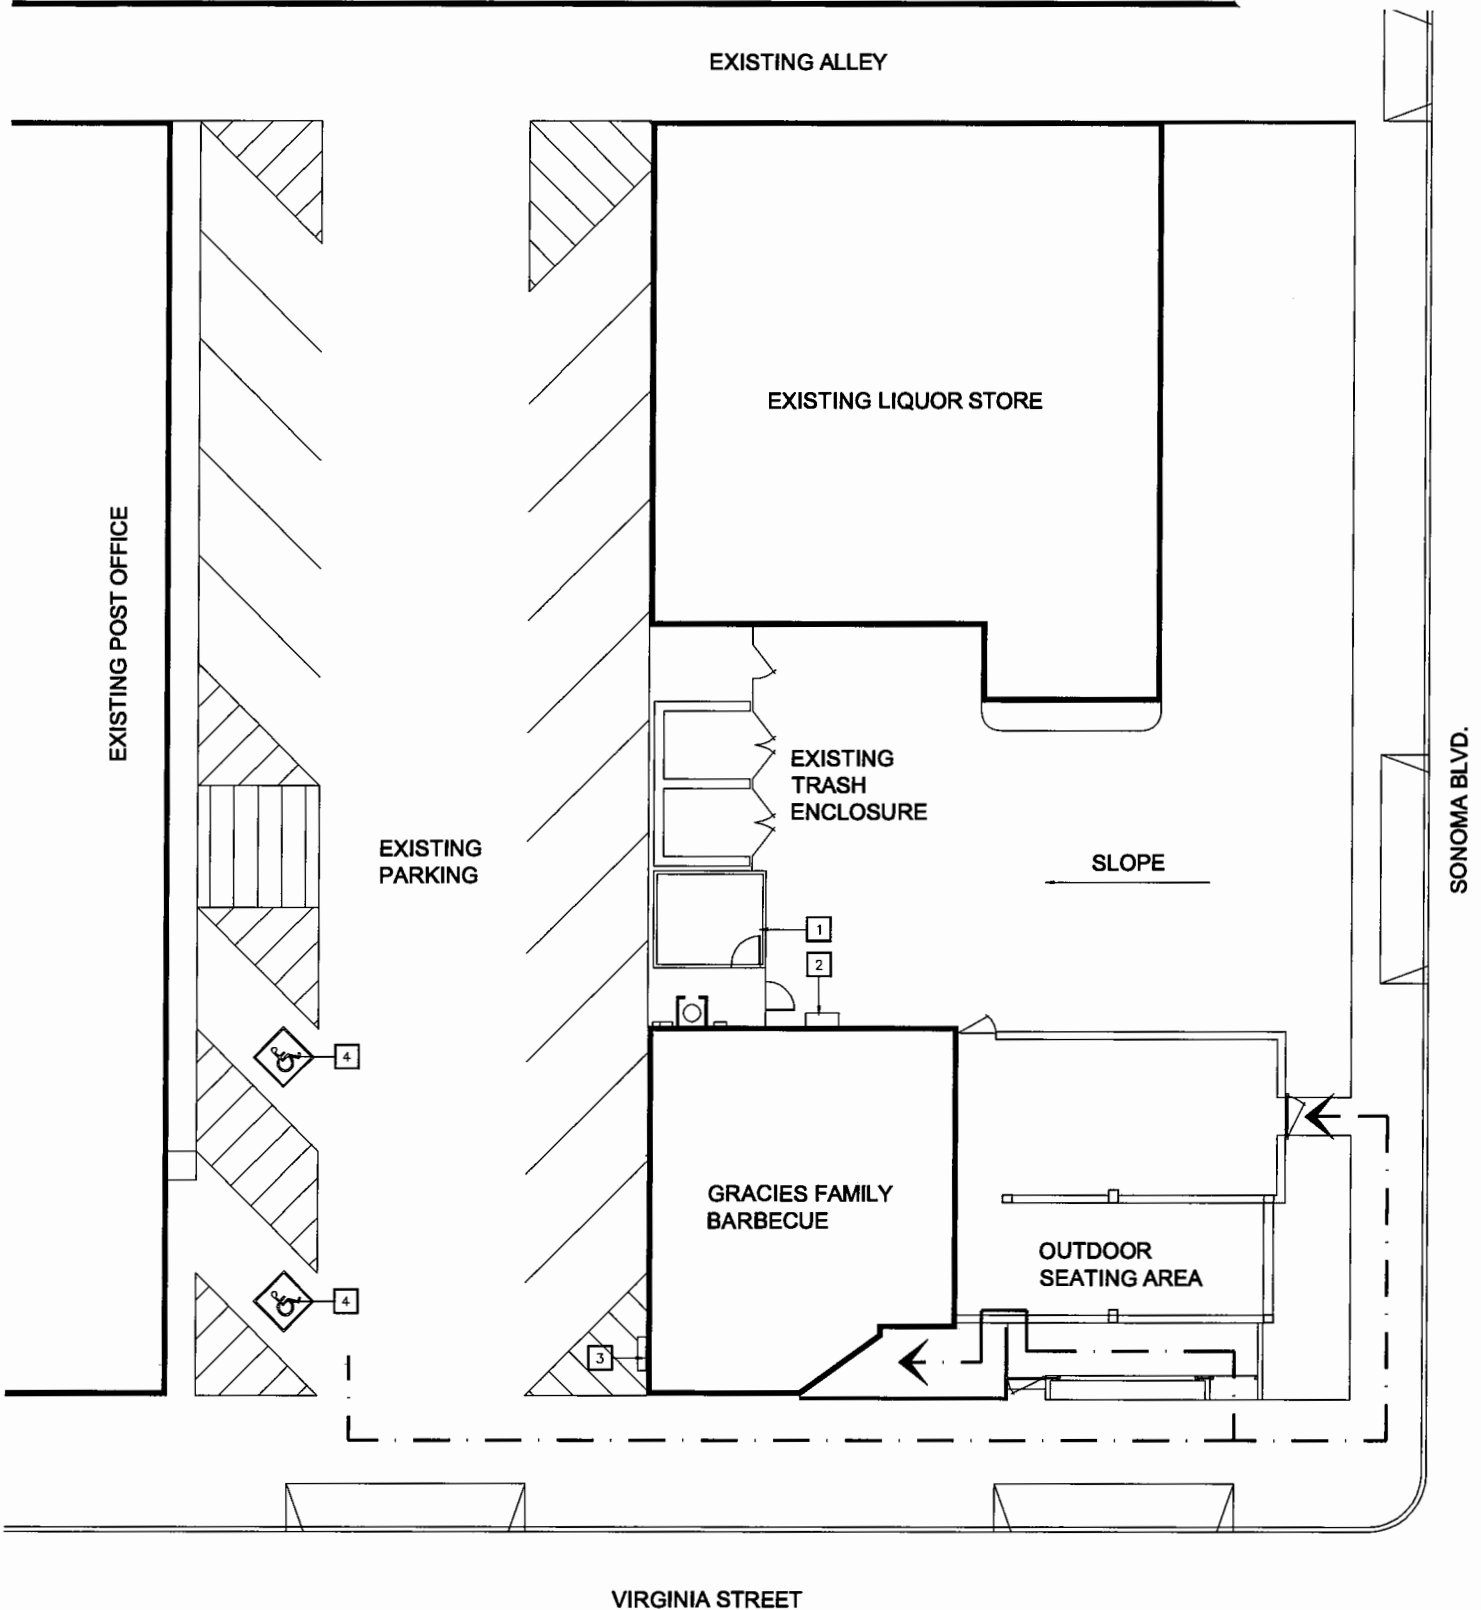 EXISTING ALLEY
EXISTING LIQUOR STORE
EXISTING POST OFFICE
EXISTING
TRASH
ENCLOSURE
SONOMA BLVD.
EXISTING
PARKING
SLOPE
1
2
4
GRACIES FAMILY
BARBECUE
OUTDOOR
SEATING AREA
4
3
VIRGINIA STREET